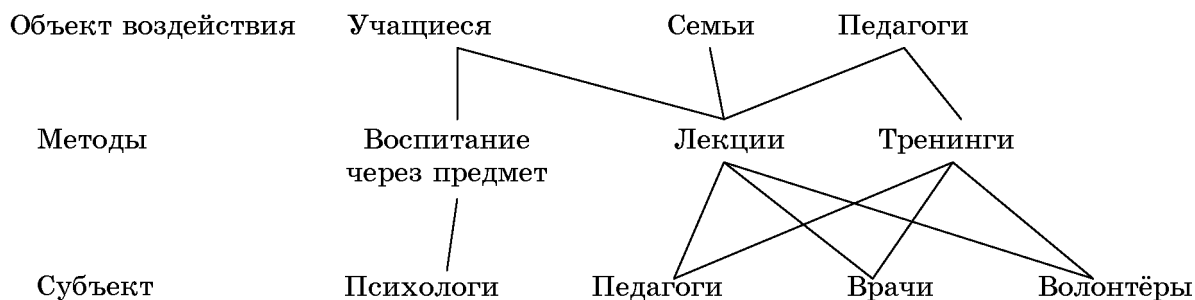 Объект воздействия Учащиеся Семьи Педагоги
Методы Воспитание Лекции Тренинги
через предмет
Субъект Психологи Педагоги Врачи Волонтёры